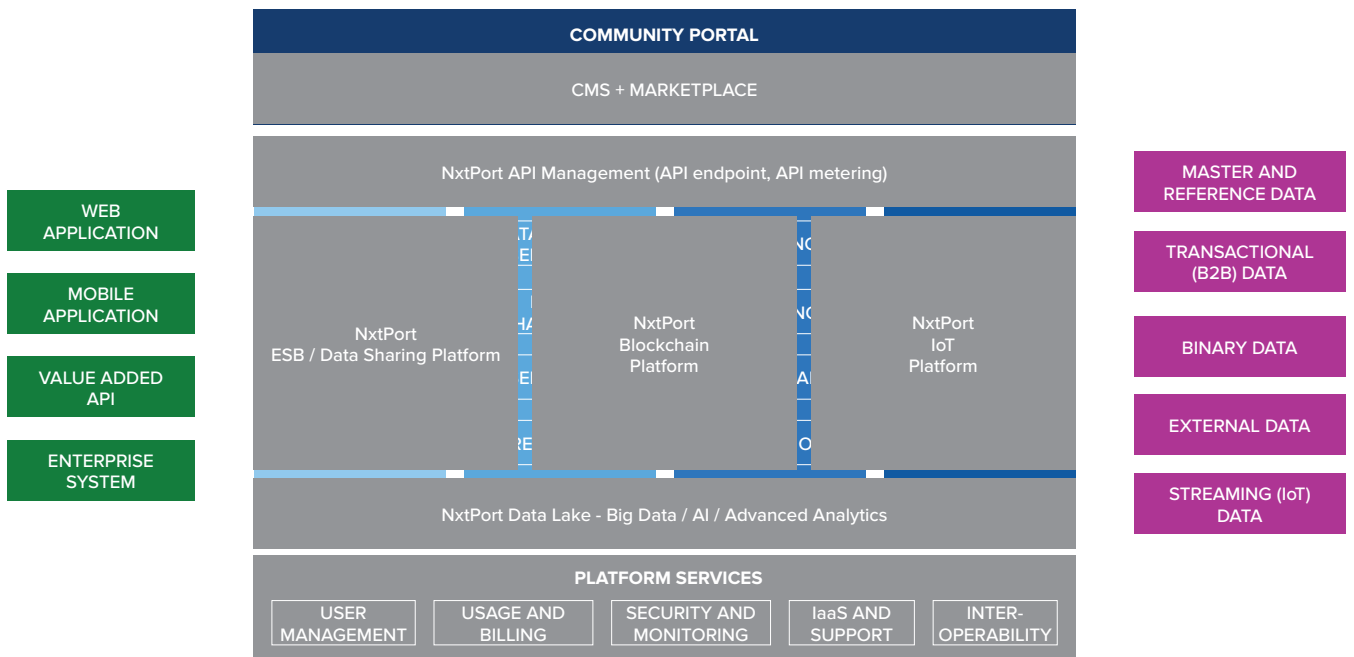 COMMUNITY PORTAL
CMS + MARKETPLACE
NxtPort API Management (API endpoint, API metering)
WEB
APPLICATION
MOBILE
APPLICATION
VALUE ADDED
API
ENTERPRISE
SYSTEM
NxtPort
ESB / Data Sharing Platform
NxtPort
Blockchain
Platform
NxtPort
IoT
Platform
NxtPort Data Lake - Big Data / AI / Advanced Analytics
PLATFORM SERVICES
USER
MANAGEMENT
USAGE AND
BILLING
SECURITY AND
MONITORING
IaaS AND
SUPPORT
INTER-
OPERABILITY
MASTER AND
REFERENCE DATA
TRANSACTIONAL
(B2B) DATA
BINARY DATA
EXTERNAL DATA
STREAMING (IoT)
DATA